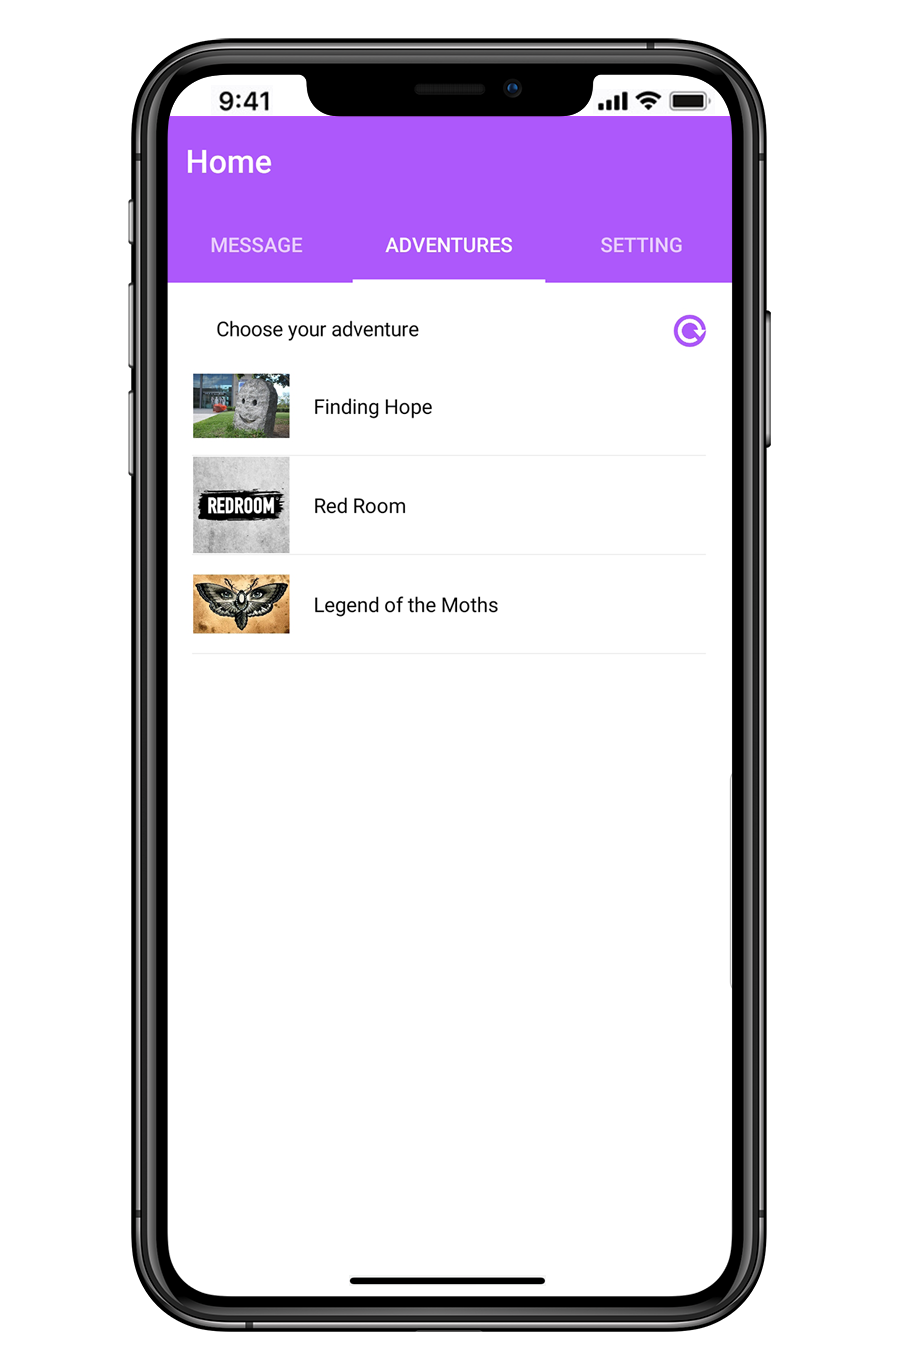 9:41
Home
MESSAGE
ADVENTURES
SETTING
Choose your adventure
Finding Hope
REDROOM
Red Room
Legend of the Moths